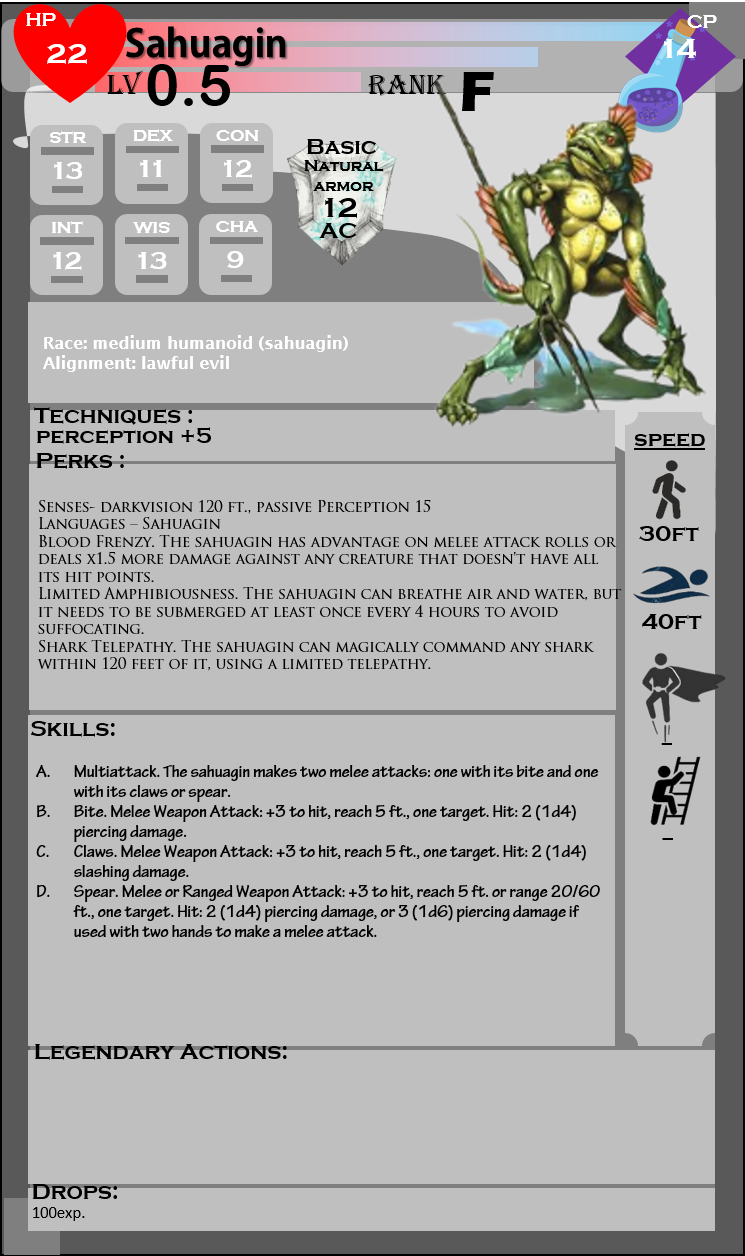 HP
22
Sahuagin
CP
14
LV 0.5
RANK F
STR
13
DEX
11
CON
12
INT
12
WIS
13
CHA
9
Basic
Natural
armor
12
AC
Race: medium humanoid (sahuagin)
Alignment: lawful evil
Techniques :
perception +5
Perks :
Senses- darkvision 120 ft., passive Perception 15
Languages – Sahuagin
Blood Frenzy. The sahuagin has advantage on melee attack rolls or
deals x1.5 more damage against any creature that doesn't have all
its hit points.
Limited Amphibiousness. The sahuagin can breathe air and water, but
it needs to be submerged at least once every 4 hours to avoid
suffocating.
Shark Telepathy. The sahuagin can magically command any shark
within 120 feet of it, using a limited telepathy.
SPEED
30FT
40FT
–
–
Skills:
A. Multiattack. The sahuagin makes two melee attacks: one with its bite and one
with its claws or spear.
B. Bite. Melee Weapon Attack: +3 to hit, reach 5 ft., one target. Hit: 2 (1d4)
piercing damage.
C. Claws. Melee Weapon Attack: +3 to hit, reach 5 ft., one target. Hit: 2 (1d4)
slashing damage.
D. Spear. Melee or Ranged Weapon Attack: +3 to hit, reach 5 ft. or range 20/60
ft., one target. Hit: 2 (1d4) piercing damage, or 3 (1d6) piercing damage if
used with two hands to make a melee attack.
Legendary Actions:
Drops:
100exp.